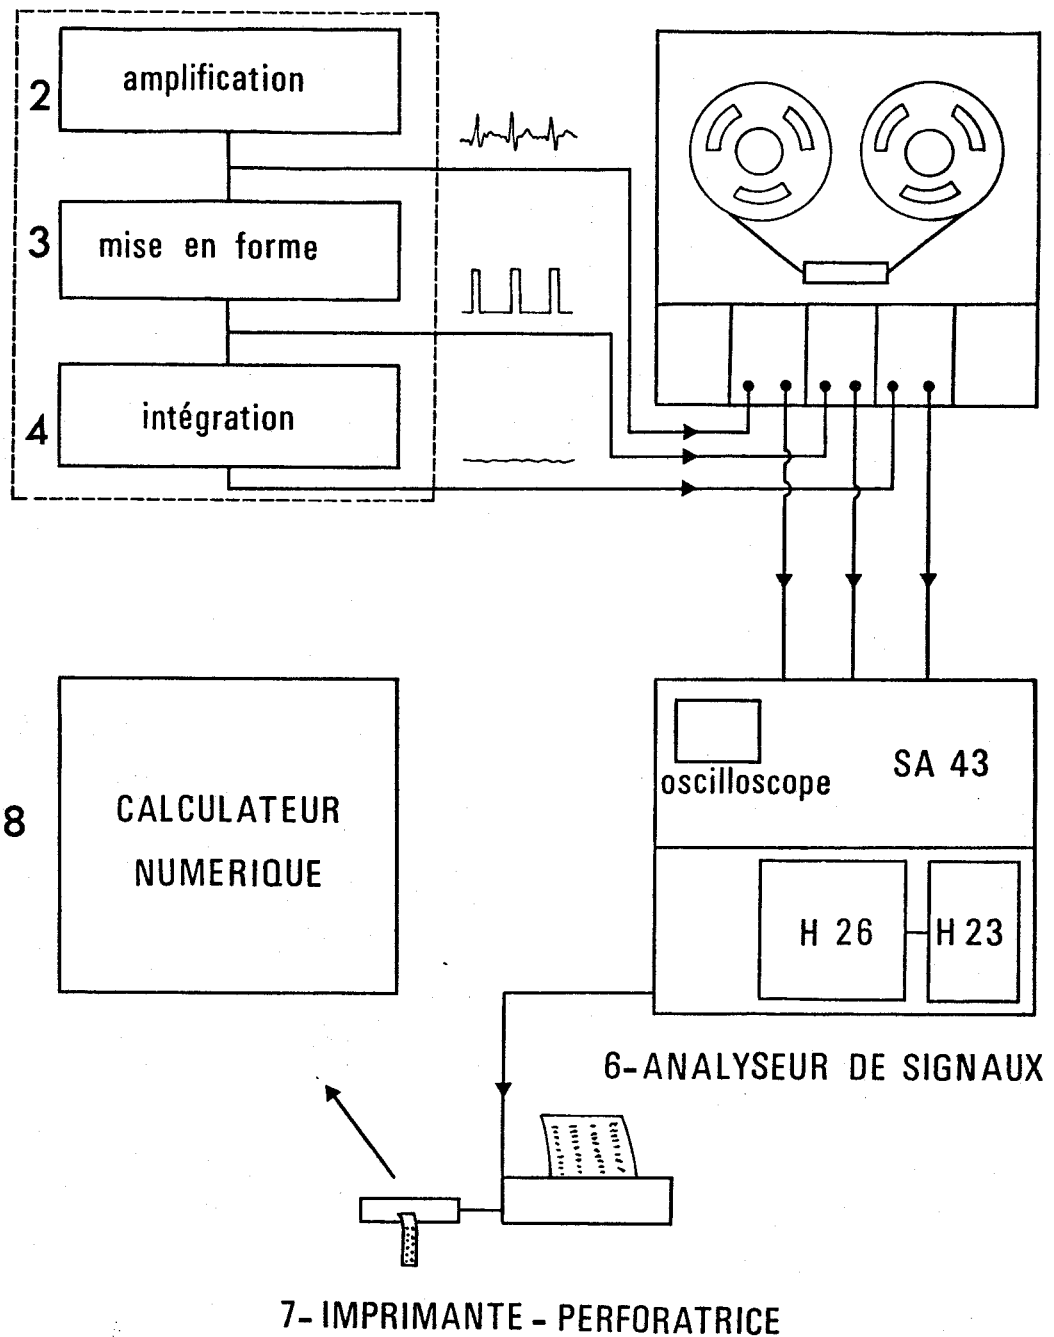 2
amplification
3
mise en forme
4
intégration
8
CALCULATEUR
NUMERIQUE
oscilloscope
SA 43
H 26
H 23
6-ANALYSEUR DE SIGNAUX
7- IMPRIMANTE - PERFORATRICE